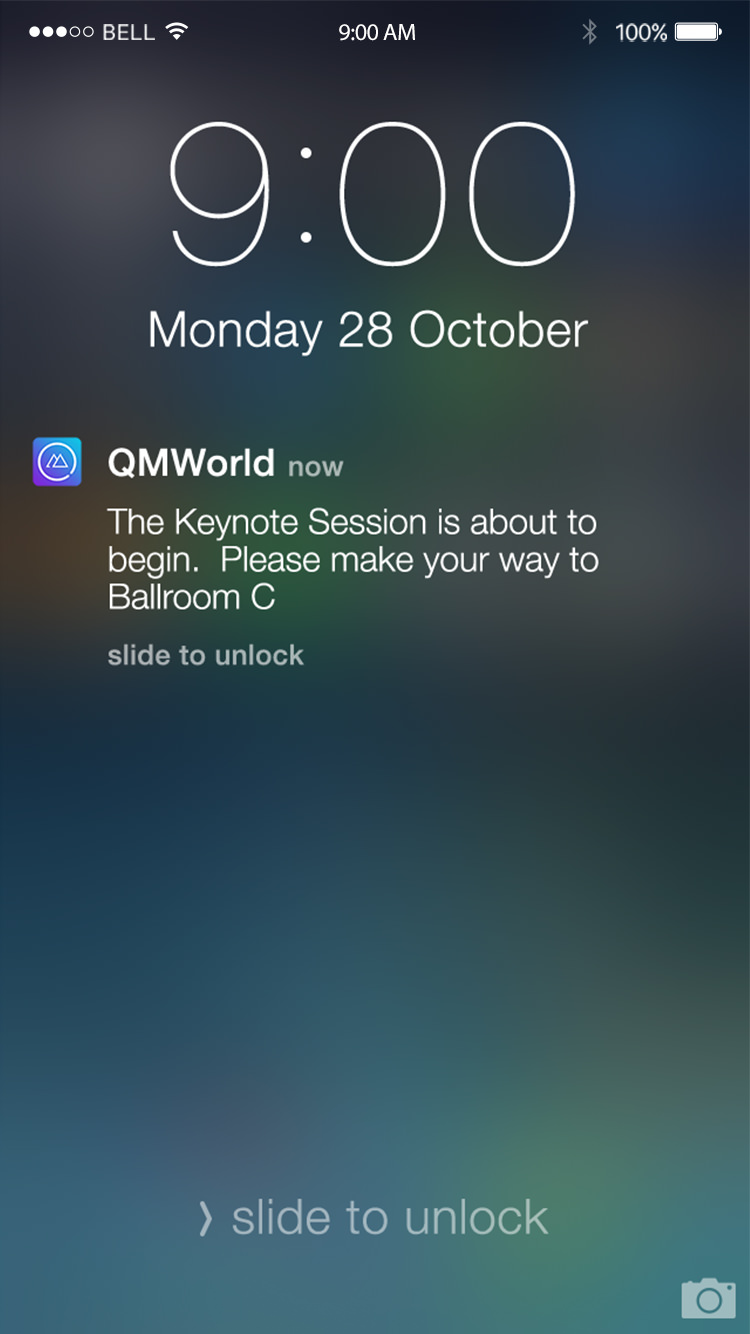 BELL 9:00 AM 100%
9:00
Monday 28 October
QMWorld now
The Keynote Session is about to
begin.  Please make your way to
Ballroom C
slide to unlock
slide to unlock